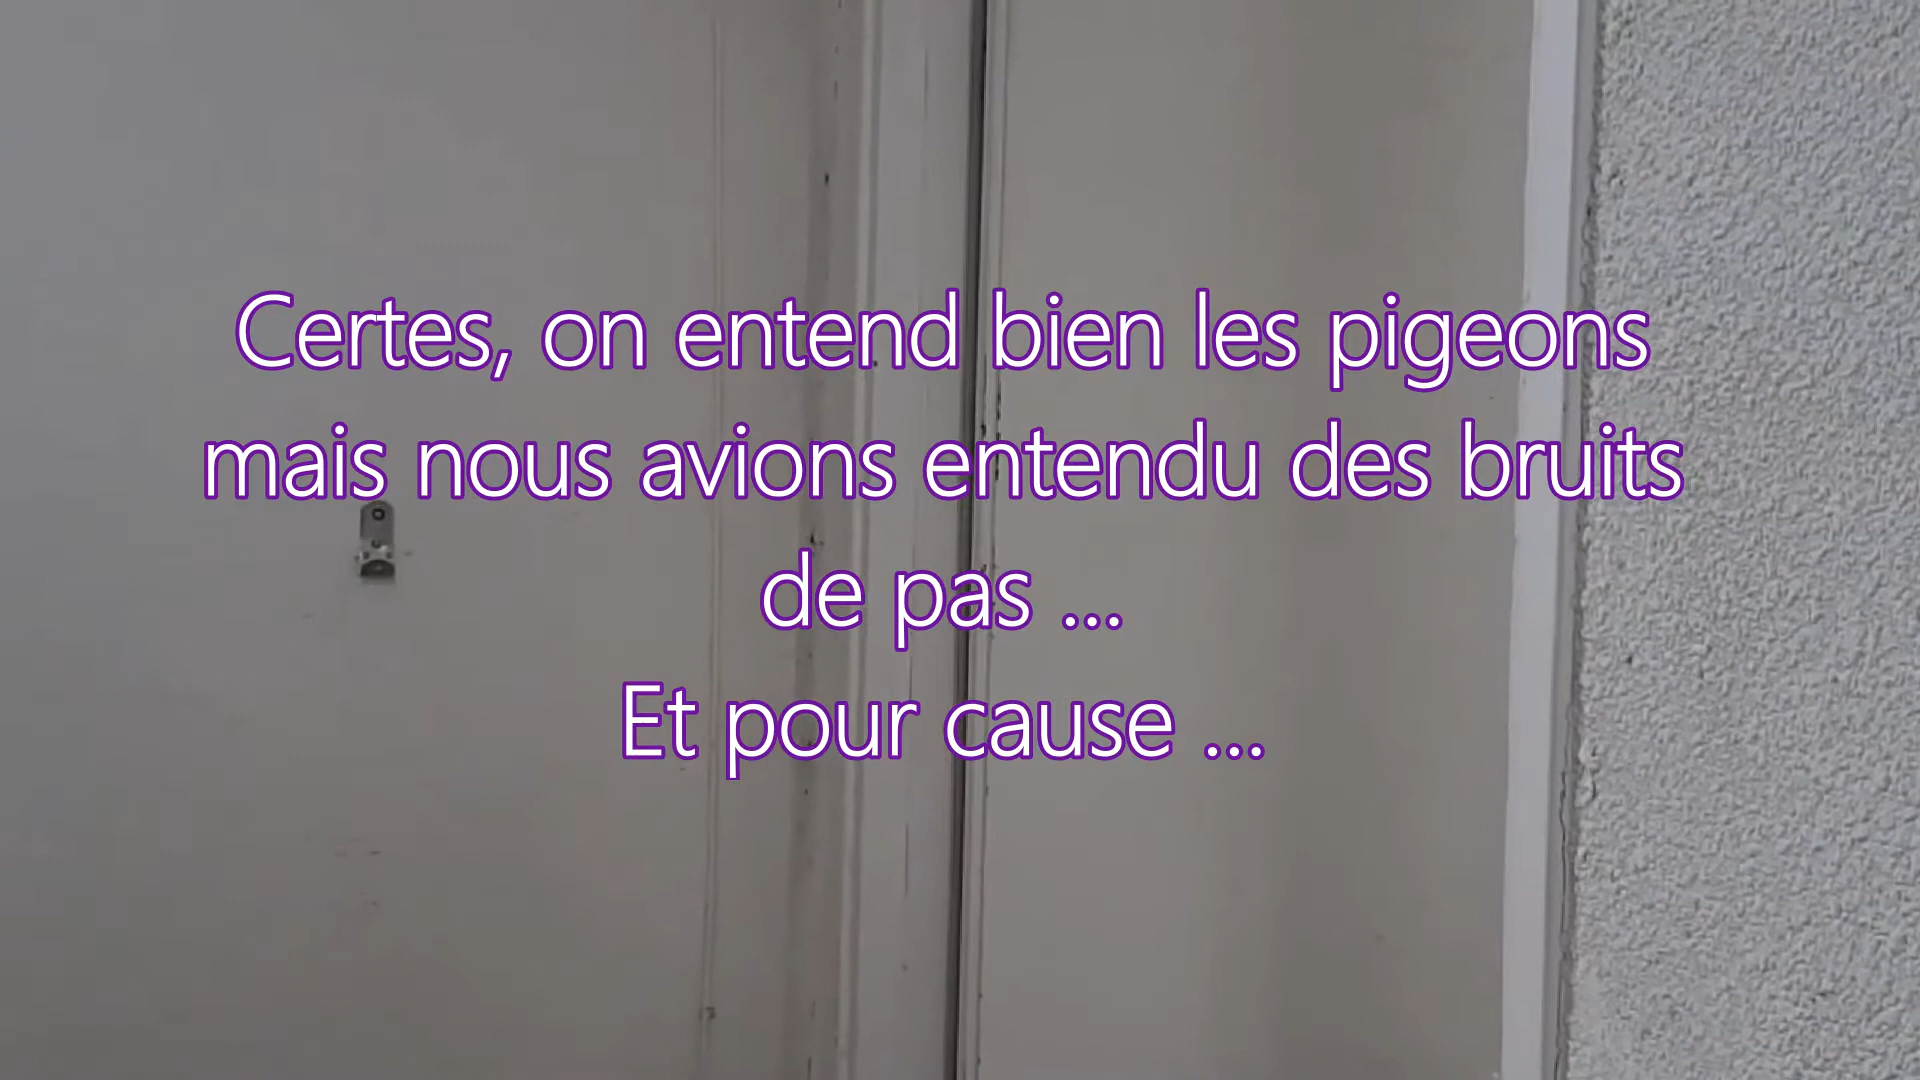 Certes, on entend bien les pigeons
mais nous avions entendu des bruits
de pas ...
Et pour cause ...